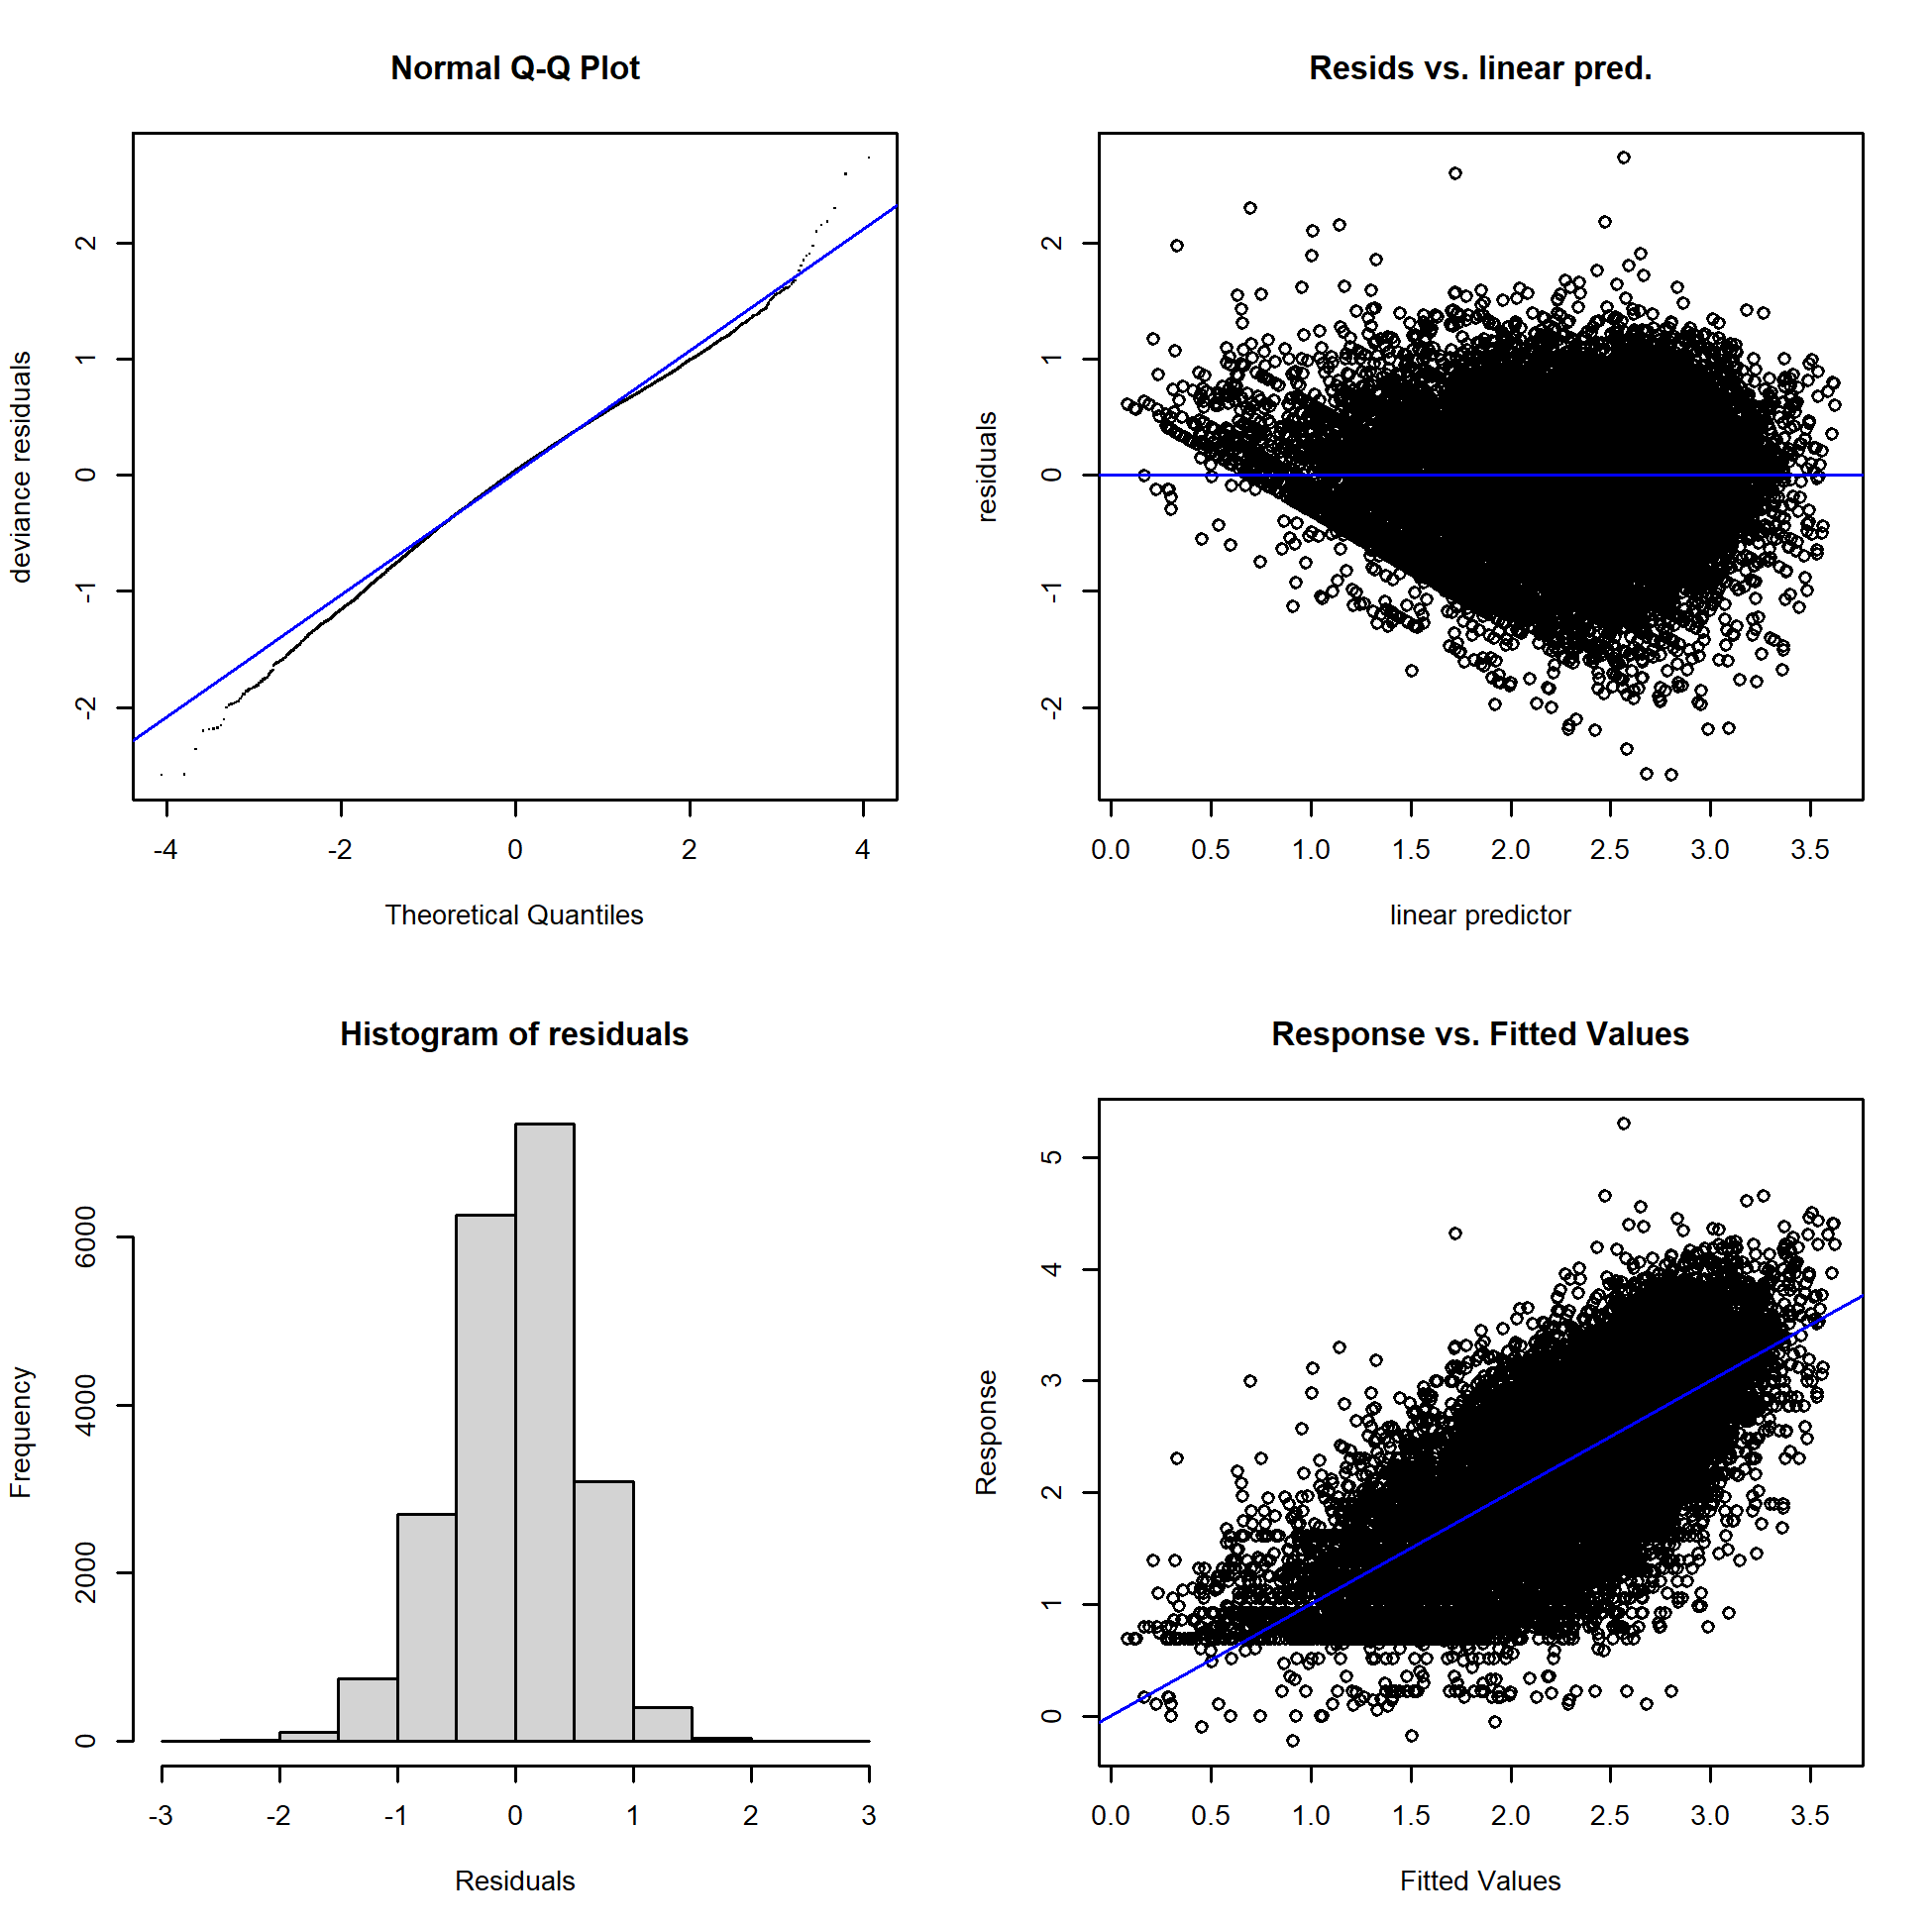 Normal Q-Q Plot
deviance residuals
2
1
0
-1
-2
-4 -2 0 2 4
Theoretical Quantiles
Resids vs. linear pred.
residuals
2
1
0
-1
-2
0.0 0.5 1.0 1.5 2.0 2.5 3.0 3.5
linear predictor
Histogram of residuals
Frequency
6000
4000
2000
0
-3 -2 -1 0 1 2 3
Residuals
Response vs. Fitted Values
Response
5
4
3
2
1
0
0.0 0.5 1.0 1.5 2.0 2.5 3.0 3.5
Fitted Values